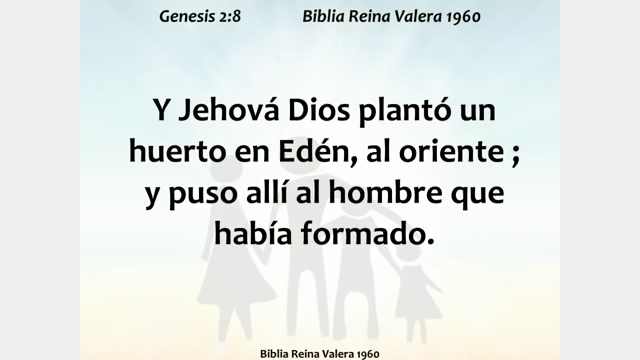 Genesis 2:8 Biblia Reina Valera 1960
Y Jehová Dios plantó un
huerto en Edén, al oriente ;
y puso allí al hombre que
había formado.
Biblia Reina Valera 1960